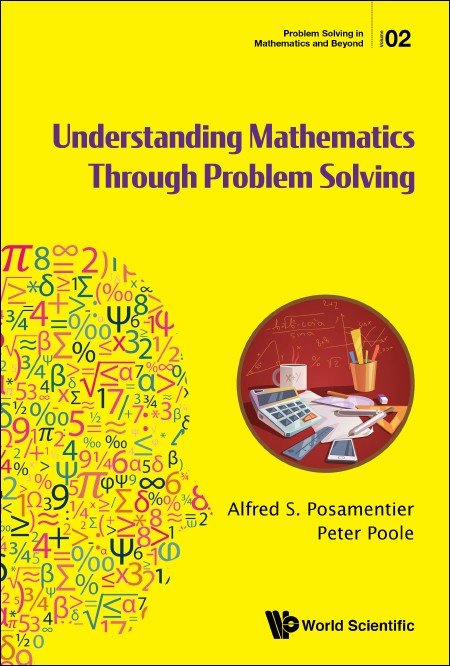 Problem Solving in
Mathematics and Beyond
Volume
02
Understanding Mathematics
Through Problem Solving
Alfred S. Posamentier
Peter Poole
World Scientific